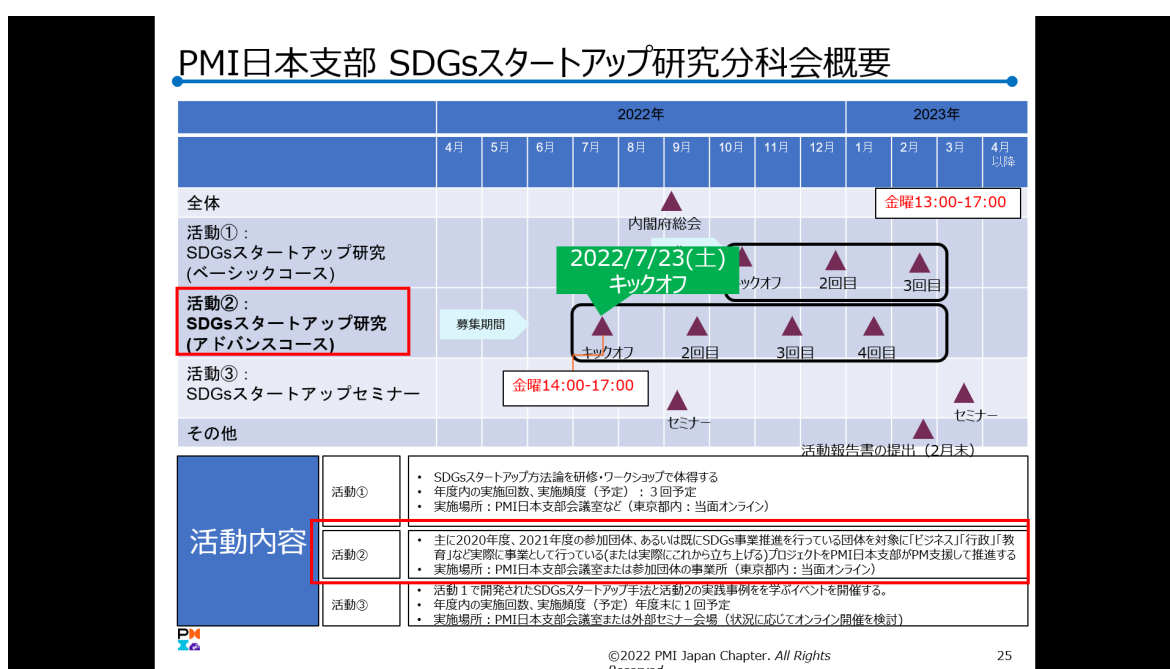 PMI日本支部 SDGsスタートアップ研究分科会概要
2022年
2023年
4月
5月
6月
7月
8月
9月
10月
11月
12月
1月
2月
3月
4月
以降
全体
金曜13:00-17:00
内閣府総会
活動①：
SDGsスタートアップ研究
(ベーシックコース)
2022/7/23(土)
キックオフ
ックオフ
2回目
3回目
活動②：
SDGsスタートアップ研究
(アドバンスコース)
募集期間
キックオフ
2回目
3回目
4回目
活動③：
SDGsスタートアップセミナー
金曜14:00-17:00
セミナー
セミナー
その他
活動報告書の提出（2月末）
活動内容
活動①
• SDGsスタートアップ方法論を研修・ワークショップで体得する
• 年度内の実施回数、実施頻度（予定）：３回予定
• 実施場所：PMI日本支部会議室など（東京都内：当面オンライン）
活動②
• 主に2020年度、2021年度の参加団体、あるいは既にSDGs事業推進を行っている団体を対象に「ビジネス」「行政」「教
育」など実際に事業として行っている(または実際にこれから立ち上げる)プロジェクトをPMI日本支部がPM支援して推進する
• 実施場所：PMI日本支部会議室または参加団体の事業所（東京都内：当面オンライン）
活動③
• 活動１で開発されたSDGsスタートアップ手法と活動2の実践事例をを学ぶイベントを開催する。
• 年度内の実施回数、実施頻度（予定）年度末に１回予定
• 実施場所：PMI日本支部会議室または外部セミナー会場（状況に応じてオンライン開催を検討)
©2022 PMI Japan Chapter. All Rights
Reserved
25